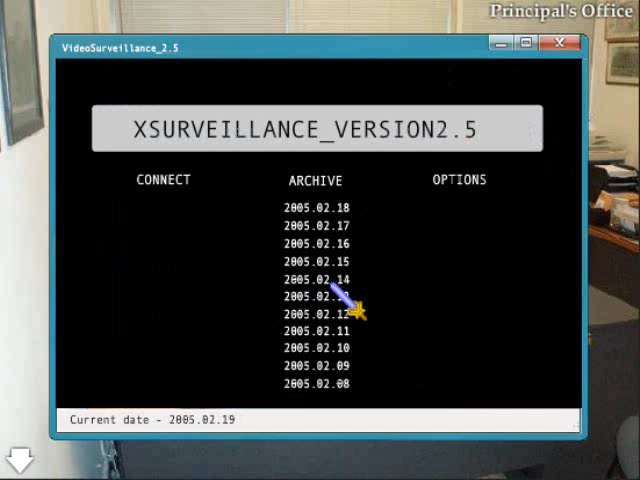 Principal's Office
VideoSurveillance_2.5
XSURVEILLANCE_VERSION2.5
CONNECT ARCHIVE OPTIONS
2005.02.18
2005.02.17
2005.02.16
2005.02.15
2005.02.14
2005.02.13
2005.02.12
2005.02.11
2005.02.10
2005.02.09
2005.02.08
Current date - 2005.02.19